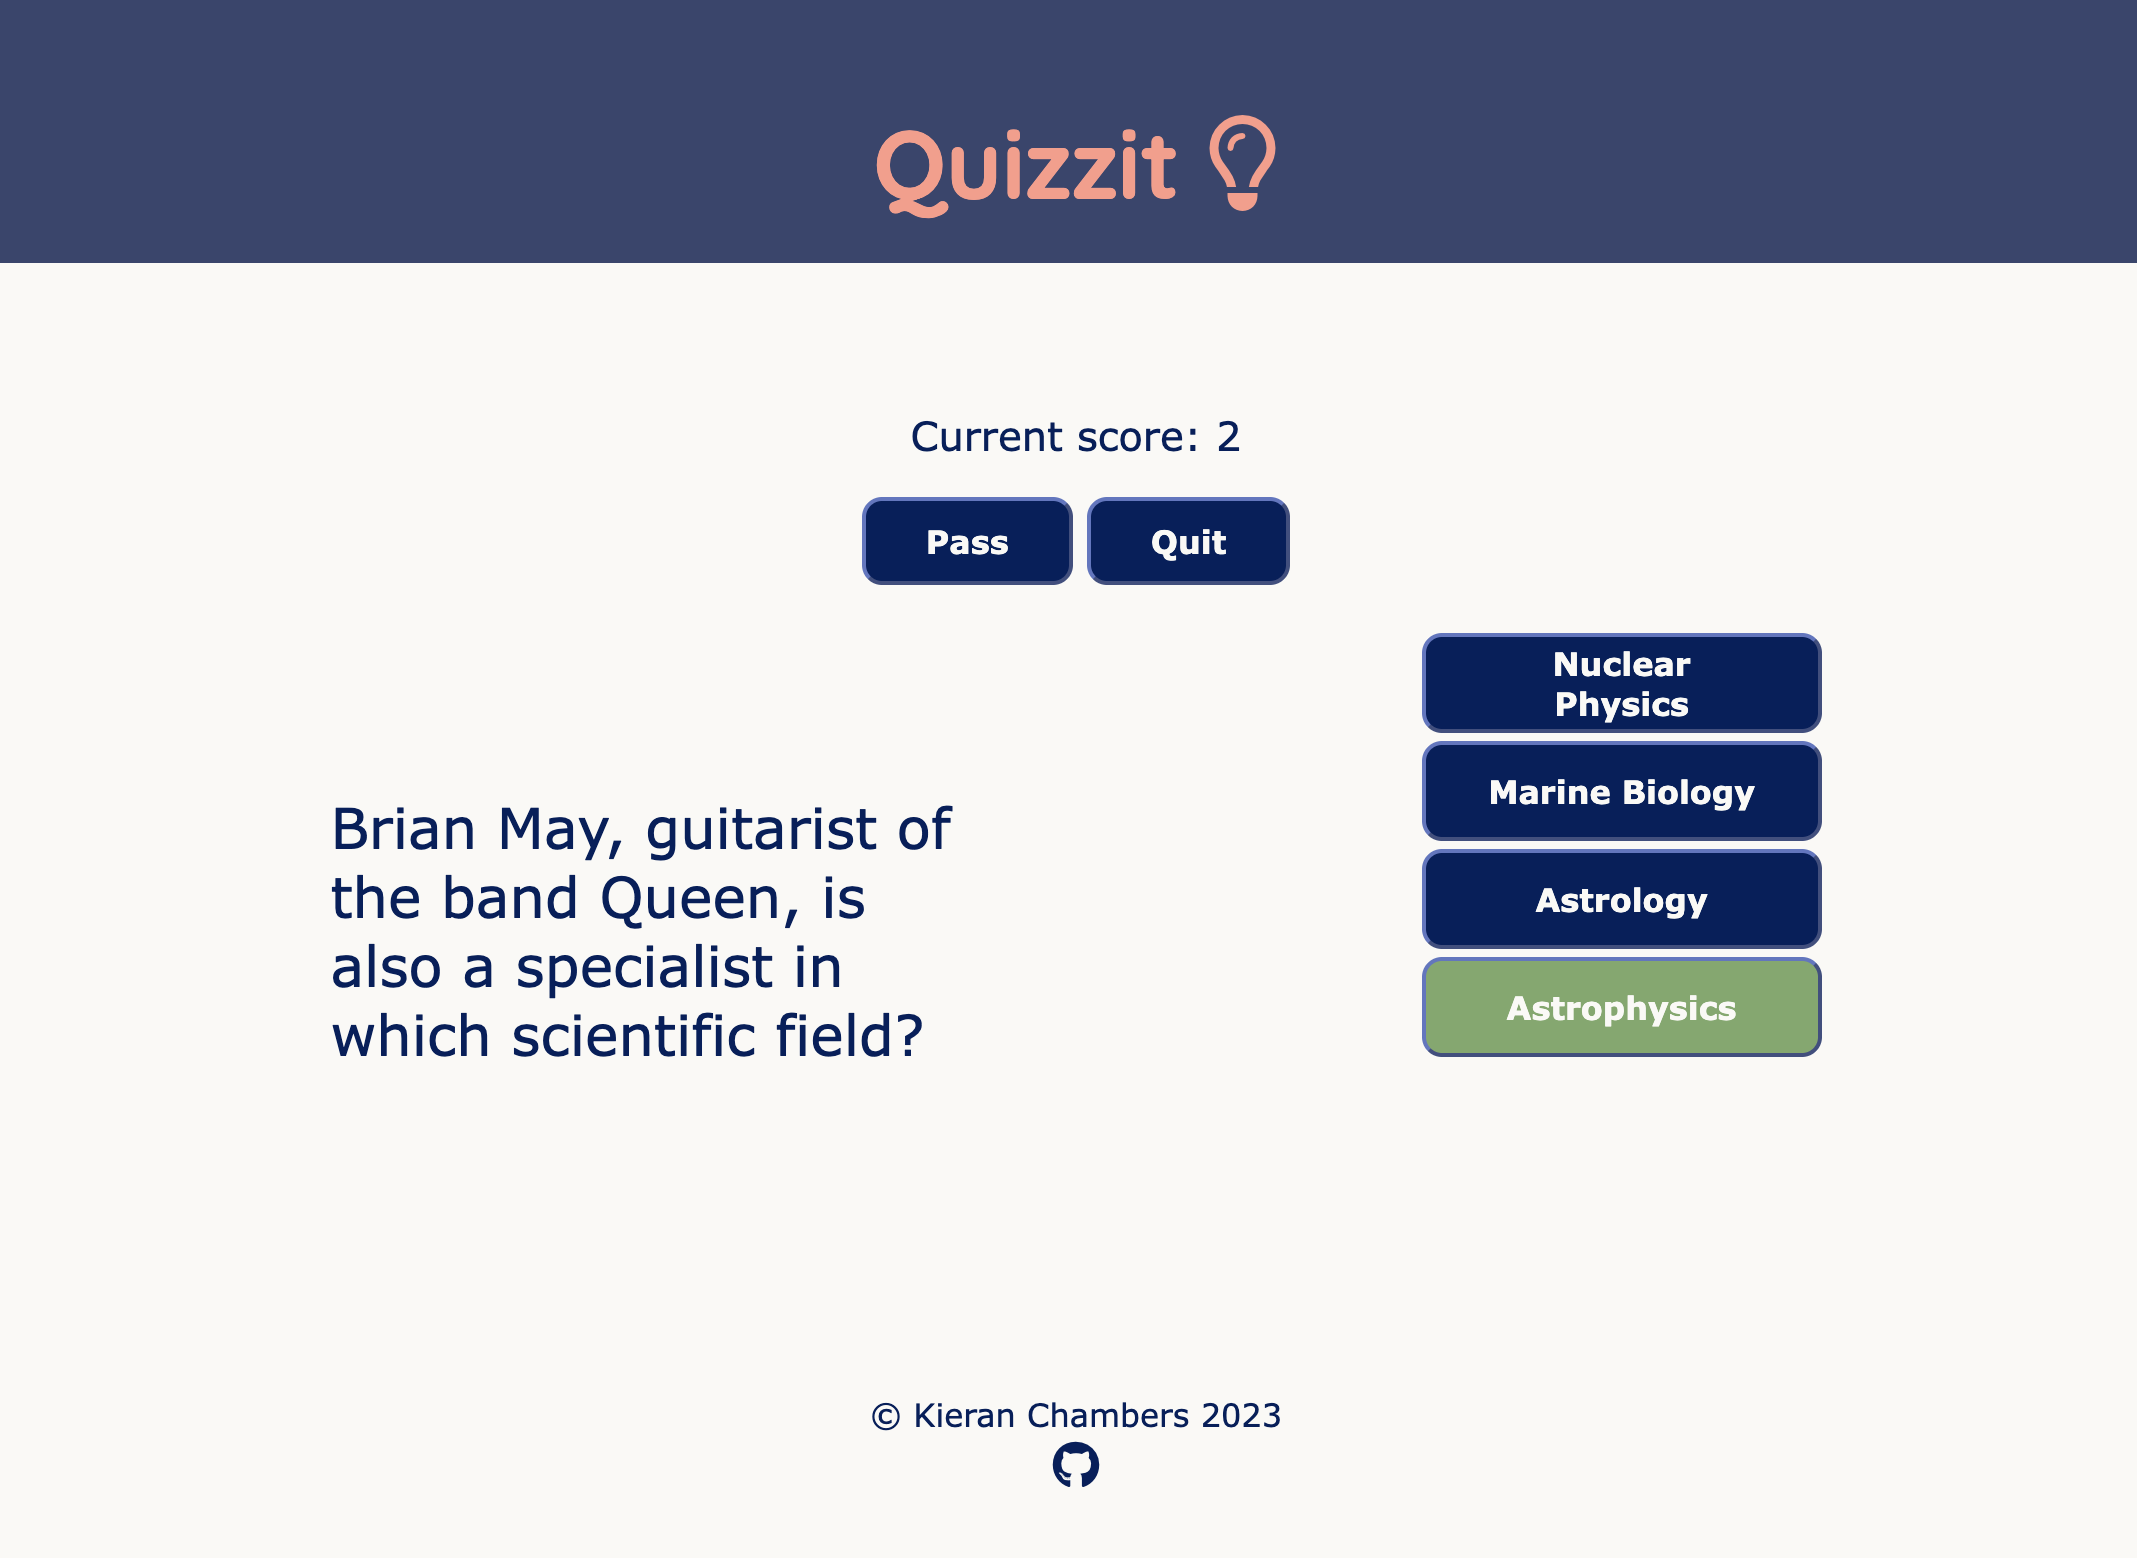 Quizzit
Current score: 2
Pass
Quit
Brian May, guitarist of
the band Queen, is
also a specialist in
which scientific field?
Nuclear
Physics
Marine Biology
Astrology
Astrophysics
© Kieran Chambers 2023